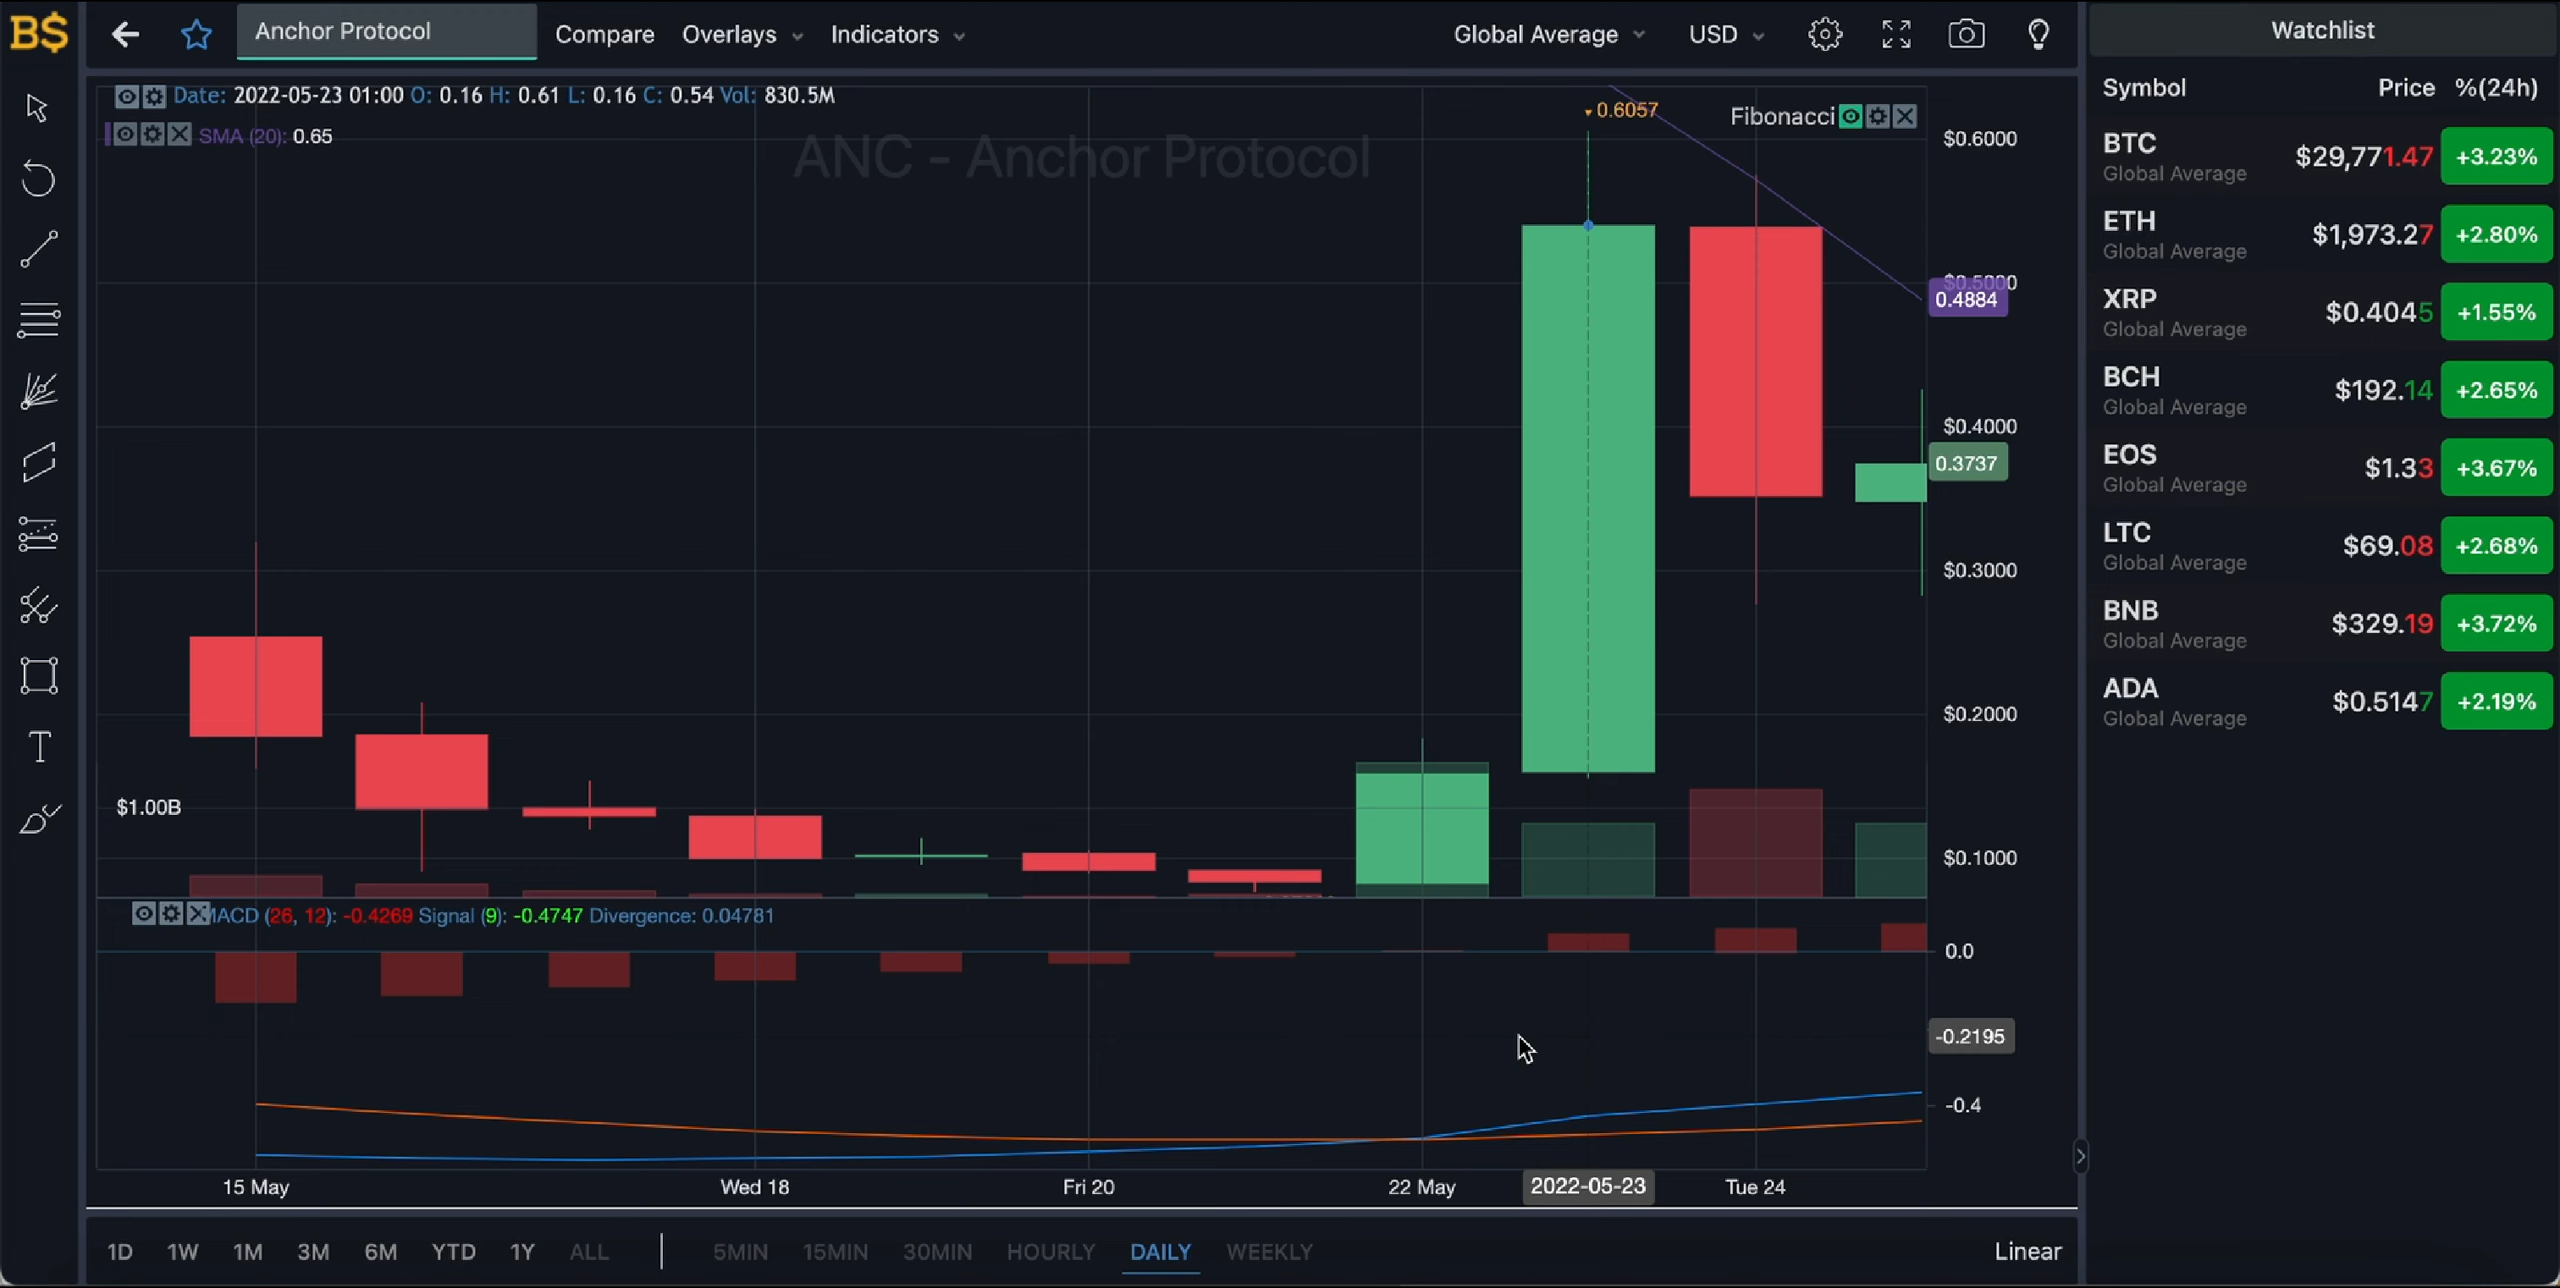 B$
Anchor Protocol
Compare
Overlays
Indicators
Global Average
USD
Date: 2022-05-23 01:00 O: 0.16 H: 0.61 L: 0.16 C: 0.54 Vol: 830.5M
SMA (20): 0.65
ANC - Anchor Protocol
0.6057
Fibonacci
$0.6000
$0.5000
0.4884
$0.4000
0.3737
$0.3000
$0.2000
$1.00B
$0.1000
MACD (26, 12): -0.4269 Signal (9): -0.4747 Divergence: 0.04781
0.0
-0.2195
-0.4
15 May
Wed 18
Fri 20
22 May
2022-05-23
Tue 24
1D 1W 1M 3M 6M YTD 1Y ALL
5MIN 15MIN 30MIN HOURLY DAILY WEEKLY
Linear
Watchlist
Symbol Price %(24h)
BTC $29,771.47 +3.23%
Global Average
ETH $1,973.27 +2.80%
Global Average
XRP $0.4045 +1.55%
Global Average
BCH $192.14 +2.65%
Global Average
EOS $1.33 +3.67%
Global Average
LTC $69.08 +2.68%
Global Average
BNB $329.19 +3.72%
Global Average
ADA $0.5147 +2.19%
Global Average